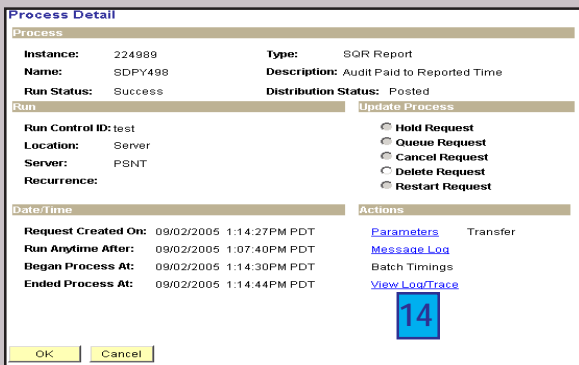 Process Detail
Process
Instance: 224989 Type: SQR Report
Name: SDPY498 Description: Audit Paid to Reported Time
Run Status: Success Distribution Status: Posted
Run
Run Control ID: test
Location: Server
Server: PSNT
Recurrence:
Update Process
Hold Request
Queue Request
Cancel Request
Delete Request
Restart Request
Date/Time
Request Created On: 09/02/2005 1:14:27PM PDT
Run Anytime After: 09/02/2005 1:07:40PM PDT
Began Process At: 09/02/2005 1:14:30PM PDT
Ended Process At: 09/02/2005 1:14:44PM PDT
Actions
Parameters Transfer
Message Log
Batch Timings
View Log/Trace
14
OK Cancel